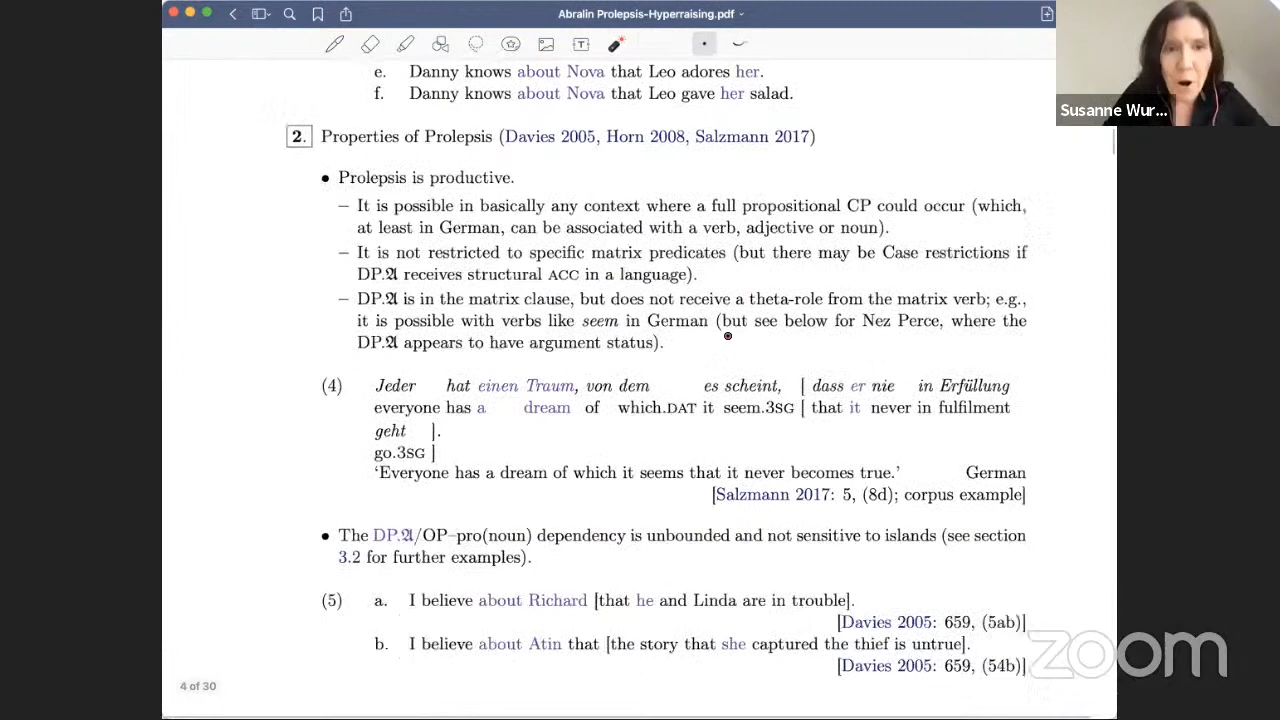 Abralin Prolepsis-Hyperraising.pdf
Susanne Wur...
e. Danny knows about Nova that Leo adores her.
f. Danny knows about Nova that Leo gave her salad.
2. Properties of Prolepsis (Davies 2005, Horn 2008, Salzmann 2017)
• Prolepsis is productive.
– It is possible in basically any context where a full propositional CP could occur (which,
at least in German, can be associated with a verb, adjective or noun).
– It is not restricted to specific matrix predicates (but there may be Case restrictions if
DP.𝕬 receives structural ACC in a language).
– DP.𝕬 is in the matrix clause, but does not receive a theta-role from the matrix verb; e.g.,
it is possible with verbs like seem in German (but see below for Nez Perce, where the
DP.𝕬 appears to have argument status).
(4) Jeder hat einen Traum, von dem es scheint, [ dass er nie in Erfüllung
everyone has a dream of which.DAT it seem.3SG [ that it never in fulfilment
geht ].
go.3SG ]
‘Everyone has a dream of which it seems that it never becomes true.’ German
[Salzmann 2017: 5, (8d); corpus example]
• The DP.𝕬/OP–pro(noun) dependency is unbounded and not sensitive to islands (see section
3.2 for further examples).
(5) a. I believe about Richard [that he and Linda are in trouble].
[Davies 2005: 659, (5ab)]
b. I believe about Atin that [the story that she captured the thief is untrue].
[Davies 2005: 659, (54b)]
4 of 30
zoom